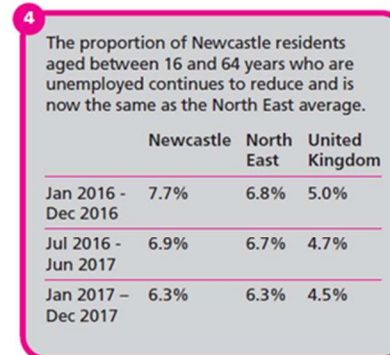 4
The proportion of Newcastle residents
aged between 16 and 64 years who are
unemployed continues to reduce and is
now the same as the North East average.
Newcastle North United
East Kingdom
Jan 2016 - 7.7% 6.8% 5.0%
Dec 2016
Jul 2016 - 6.9% 6.7% 4.7%
Jun 2017
Jan 2017 – 6.3% 6.3% 4.5%
Dec 2017